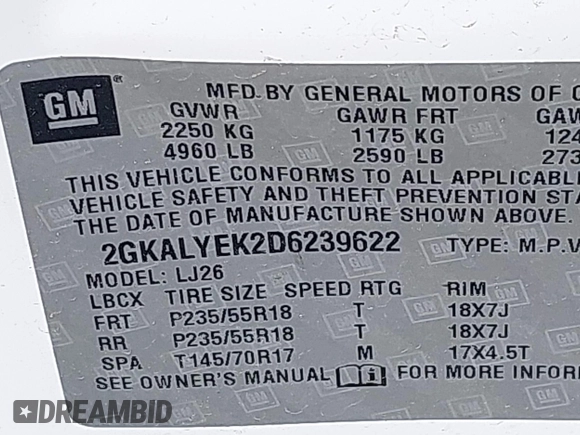 GM
MFD. BY GENERAL MOTORS OF
GVWR GAWR FRT
2250 KG 1175 KG
4960 LB 2590 LB
THIS VEHICLE CONFORMS TO ALL APPLICABLE
VEHICLE SAFETY AND THEFT PREVENTION
THE DATE OF MANUFACTURE SHOWN ABOVE.
2GKALYEK2D6239622 TYPE: M.P.V
MODEL: LJ26
LBCX TIRE SIZE SPEED RTG RIM
FRT P235/55R18 T 18X7J
RR P235/55R18 T 18X7J
SPA T145/70R17 M 17X4.5T
SEE OWNER'S MANUAL FOR MORE
DREAMBID